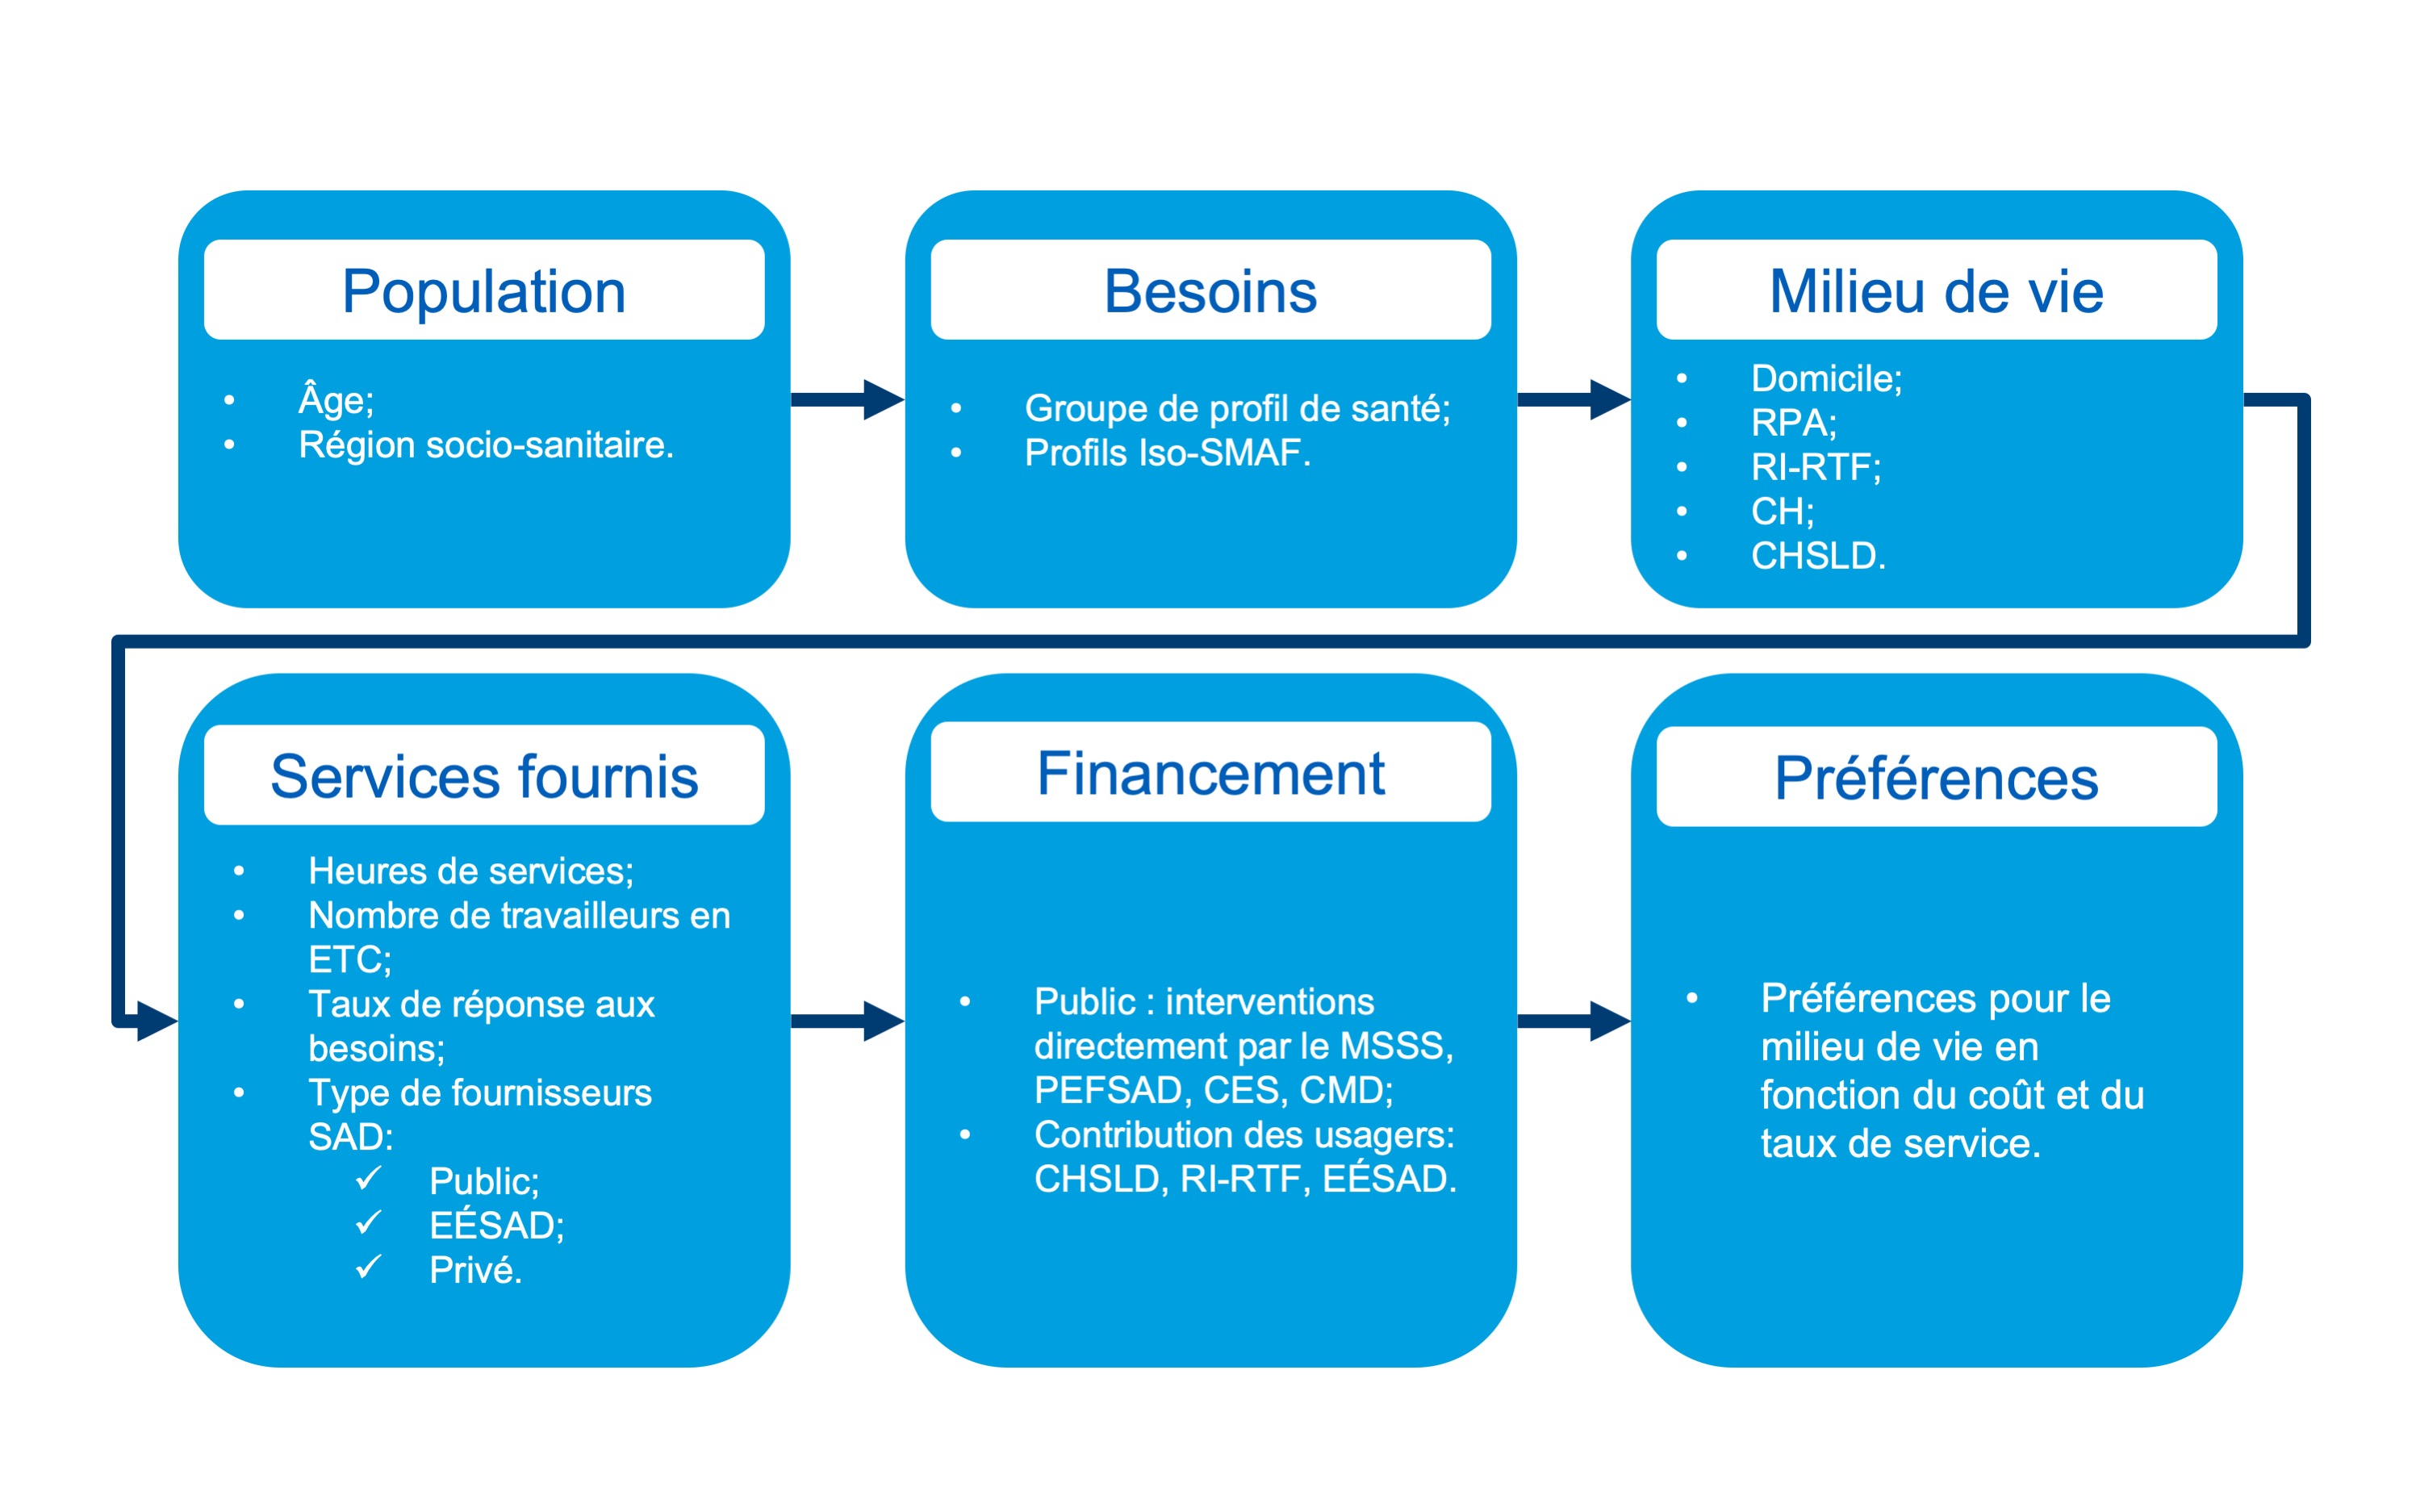 Population
• Âge;
• Région socio-sanitaire.
Besoins
• Groupe de profil de santé;
• Profils Iso-SMAF.
Milieu de vie
• Domicile;
• RPA;
• RI-RTF;
• CH;
• CHSLD.
Services fournis
• Heures de services;
• Nombre de travailleurs en
ETC;
• Taux de réponse aux
besoins;
• Type de fournisseurs
SAD:
✓ Public;
✓ EÉSAD;
✓ Privé.
Financement
• Public : interventions
directement par le MSSS,
PEFSAD, CES, CMD;
• Contribution des usagers:
CHSLD, RI-RTF, EÉSAD.
Préférences
• Préférences pour le
milieu de vie en
fonction du coût et du
taux de service.